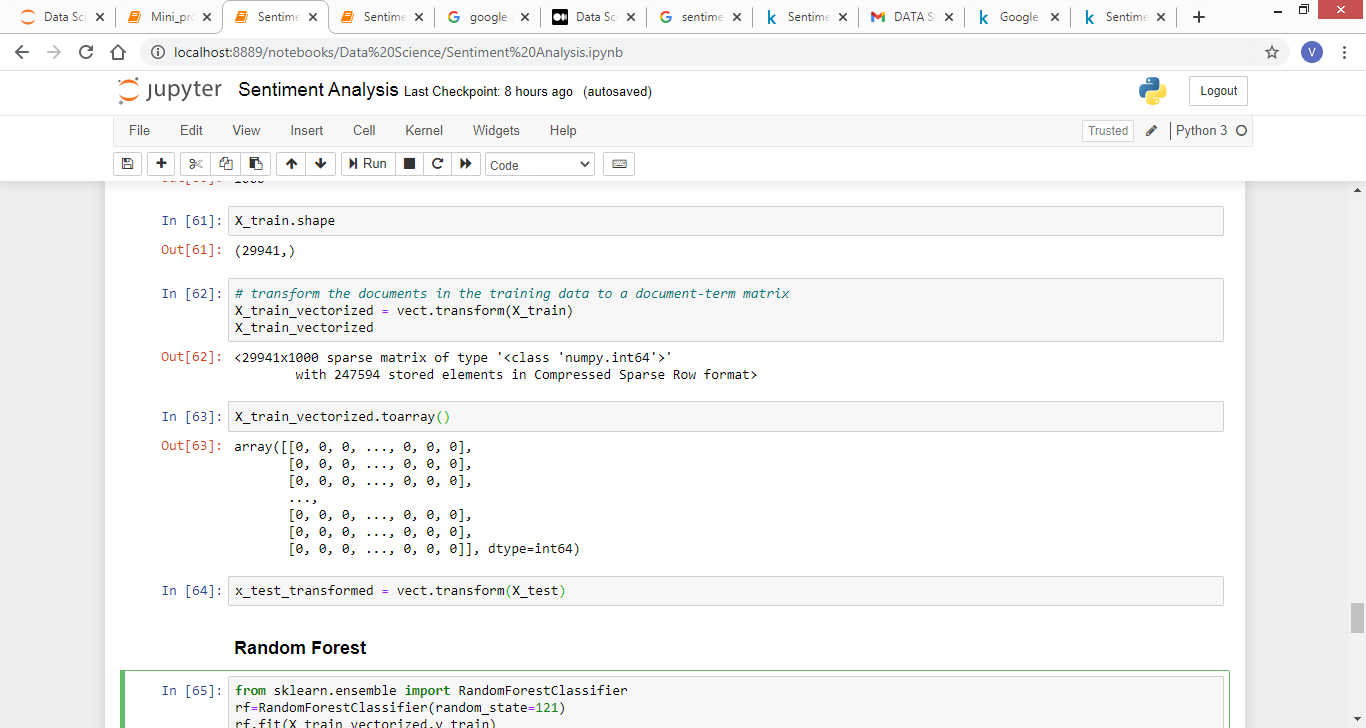 Data Sci
Mini_pro
Sentime
Sentime
google
Data Sc
sentime
Sentime
DATA S
Google
Sentime
localhost:8889/notebooks/Data%20Science/Sentiment%20Analysis.ipynb
V
jupyter Sentiment Analysis Last Checkpoint: 8 hours ago (autosaved)
Logout
File Edit View Insert Cell Kernel Widgets Help
Trusted
Python 3
Run
Code
In [61]: X_train.shape
Out[61]: (29941,)
In [62]: # transform the documents in the training data to a document-term matrix
X_train_vectorized = vect.transform(X_train)
X_train_vectorized
Out[62]: <29941x1000 sparse matrix of type '<class 'numpy.int64'>'
with 247594 stored elements in Compressed Sparse Row format>
In [63]: X_train_vectorized.toarray()
Out[63]: array([[0, 0, 0, ..., 0, 0, 0],
[0, 0, 0, ..., 0, 0, 0],
[0, 0, 0, ..., 0, 0, 0],
...,
[0, 0, 0, ..., 0, 0, 0],
[0, 0, 0, ..., 0, 0, 0],
[0, 0, 0, ..., 0, 0, 0]], dtype=int64)
In [64]: x_test_transformed = vect.transform(X_test)
Random Forest
In [65]: from sklearn.ensemble import RandomForestClassifier
rf=RandomForestClassifier(random_state=121)
rf.fit(X_train_vectorized,y_train)